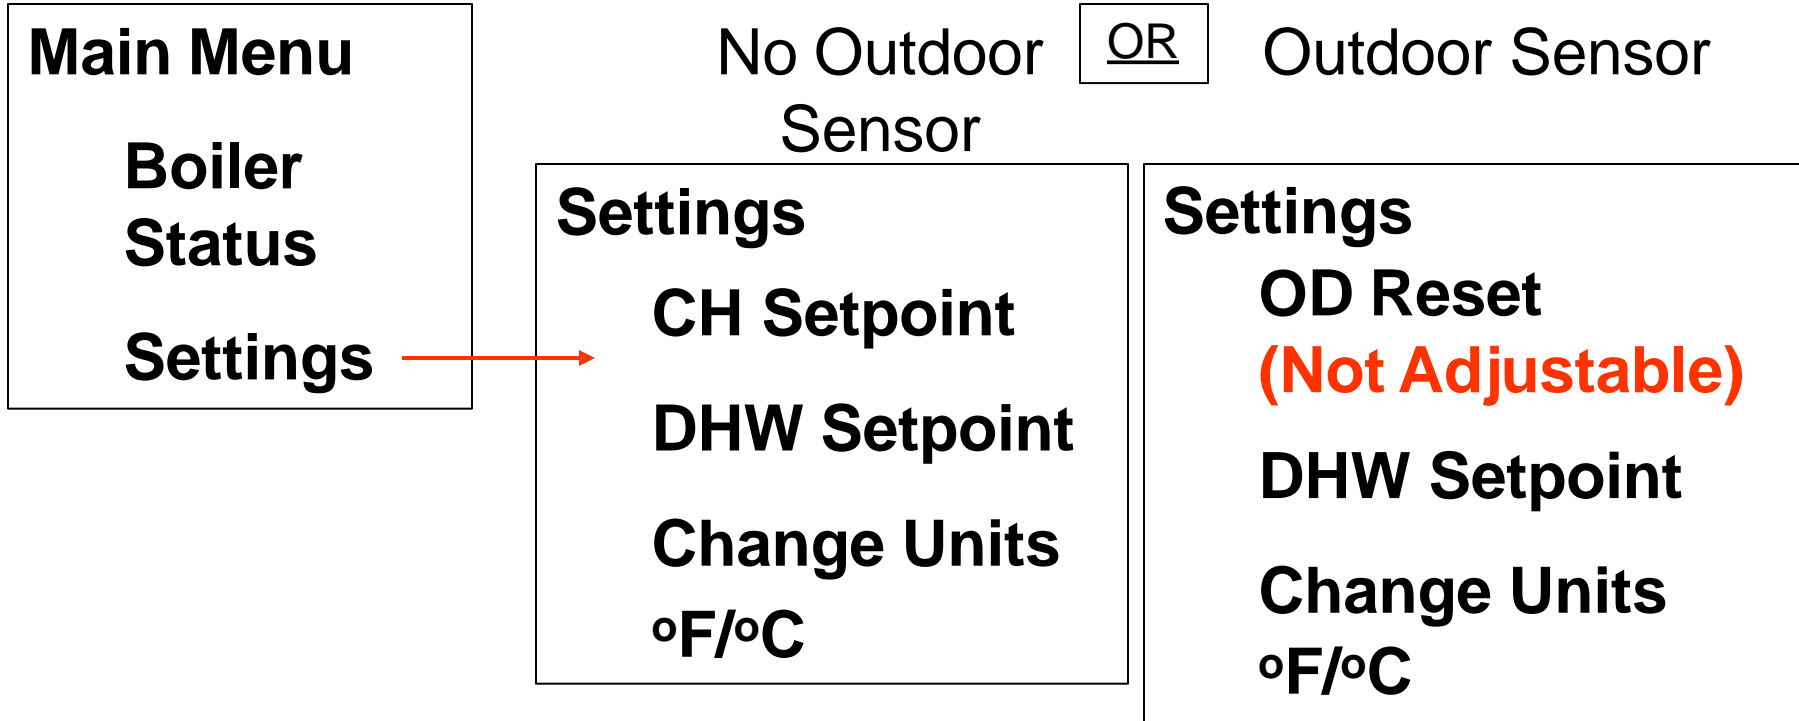 Main Menu
Boiler
Status
Settings
No Outdoor
Sensor
OR
Outdoor Sensor
Settings
CH Setpoint
DHW Setpoint
Change Units
ºF/ºC
Settings
OD Reset
(Not Adjustable)
DHW Setpoint
Change Units
ºF/ºC